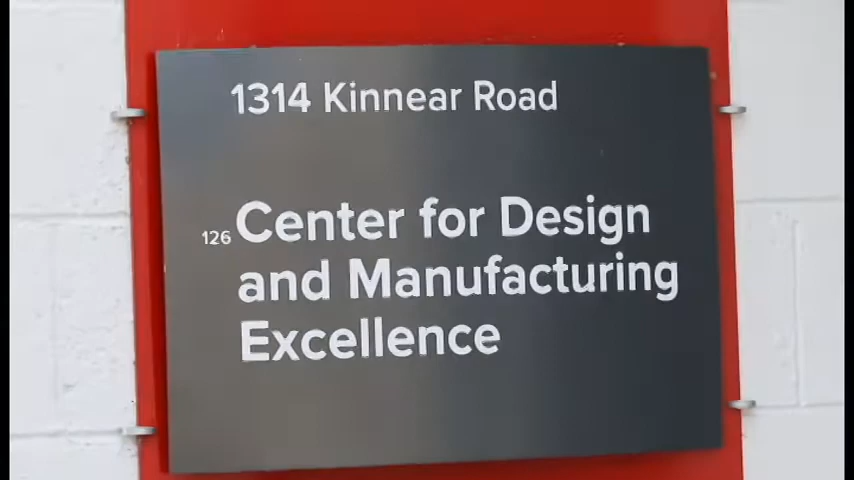 1314 Kinnear Road
126 Center for Design
and Manufacturing
Excellence